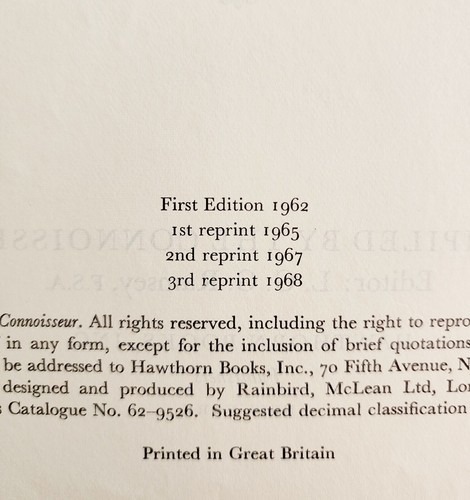 First Edition 1962
1st reprint 1965
2nd reprint 1967
3rd reprint 1968
Connoisseur. All rights reserved, including the right to repro
in any form, except for the inclusion of brief quotations
be addressed to Hawthorn Books, Inc., 70 Fifth Avenue, N
designed and produced by Rainbird, McLean Ltd, Lon
s Catalogue No. 62–9526. Suggested decimal classification
Printed in Great Britain